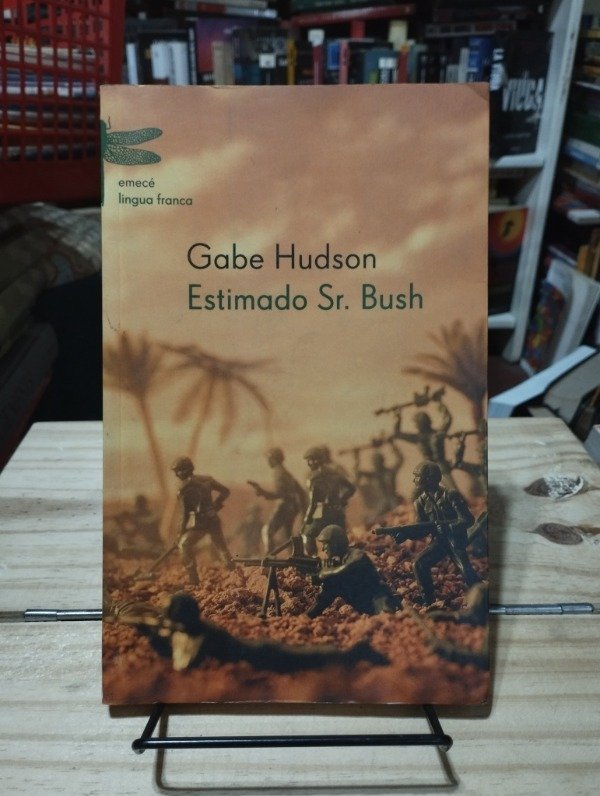 emecé
lingua franca
Gabe Hudson
Estimado Sr. Bush